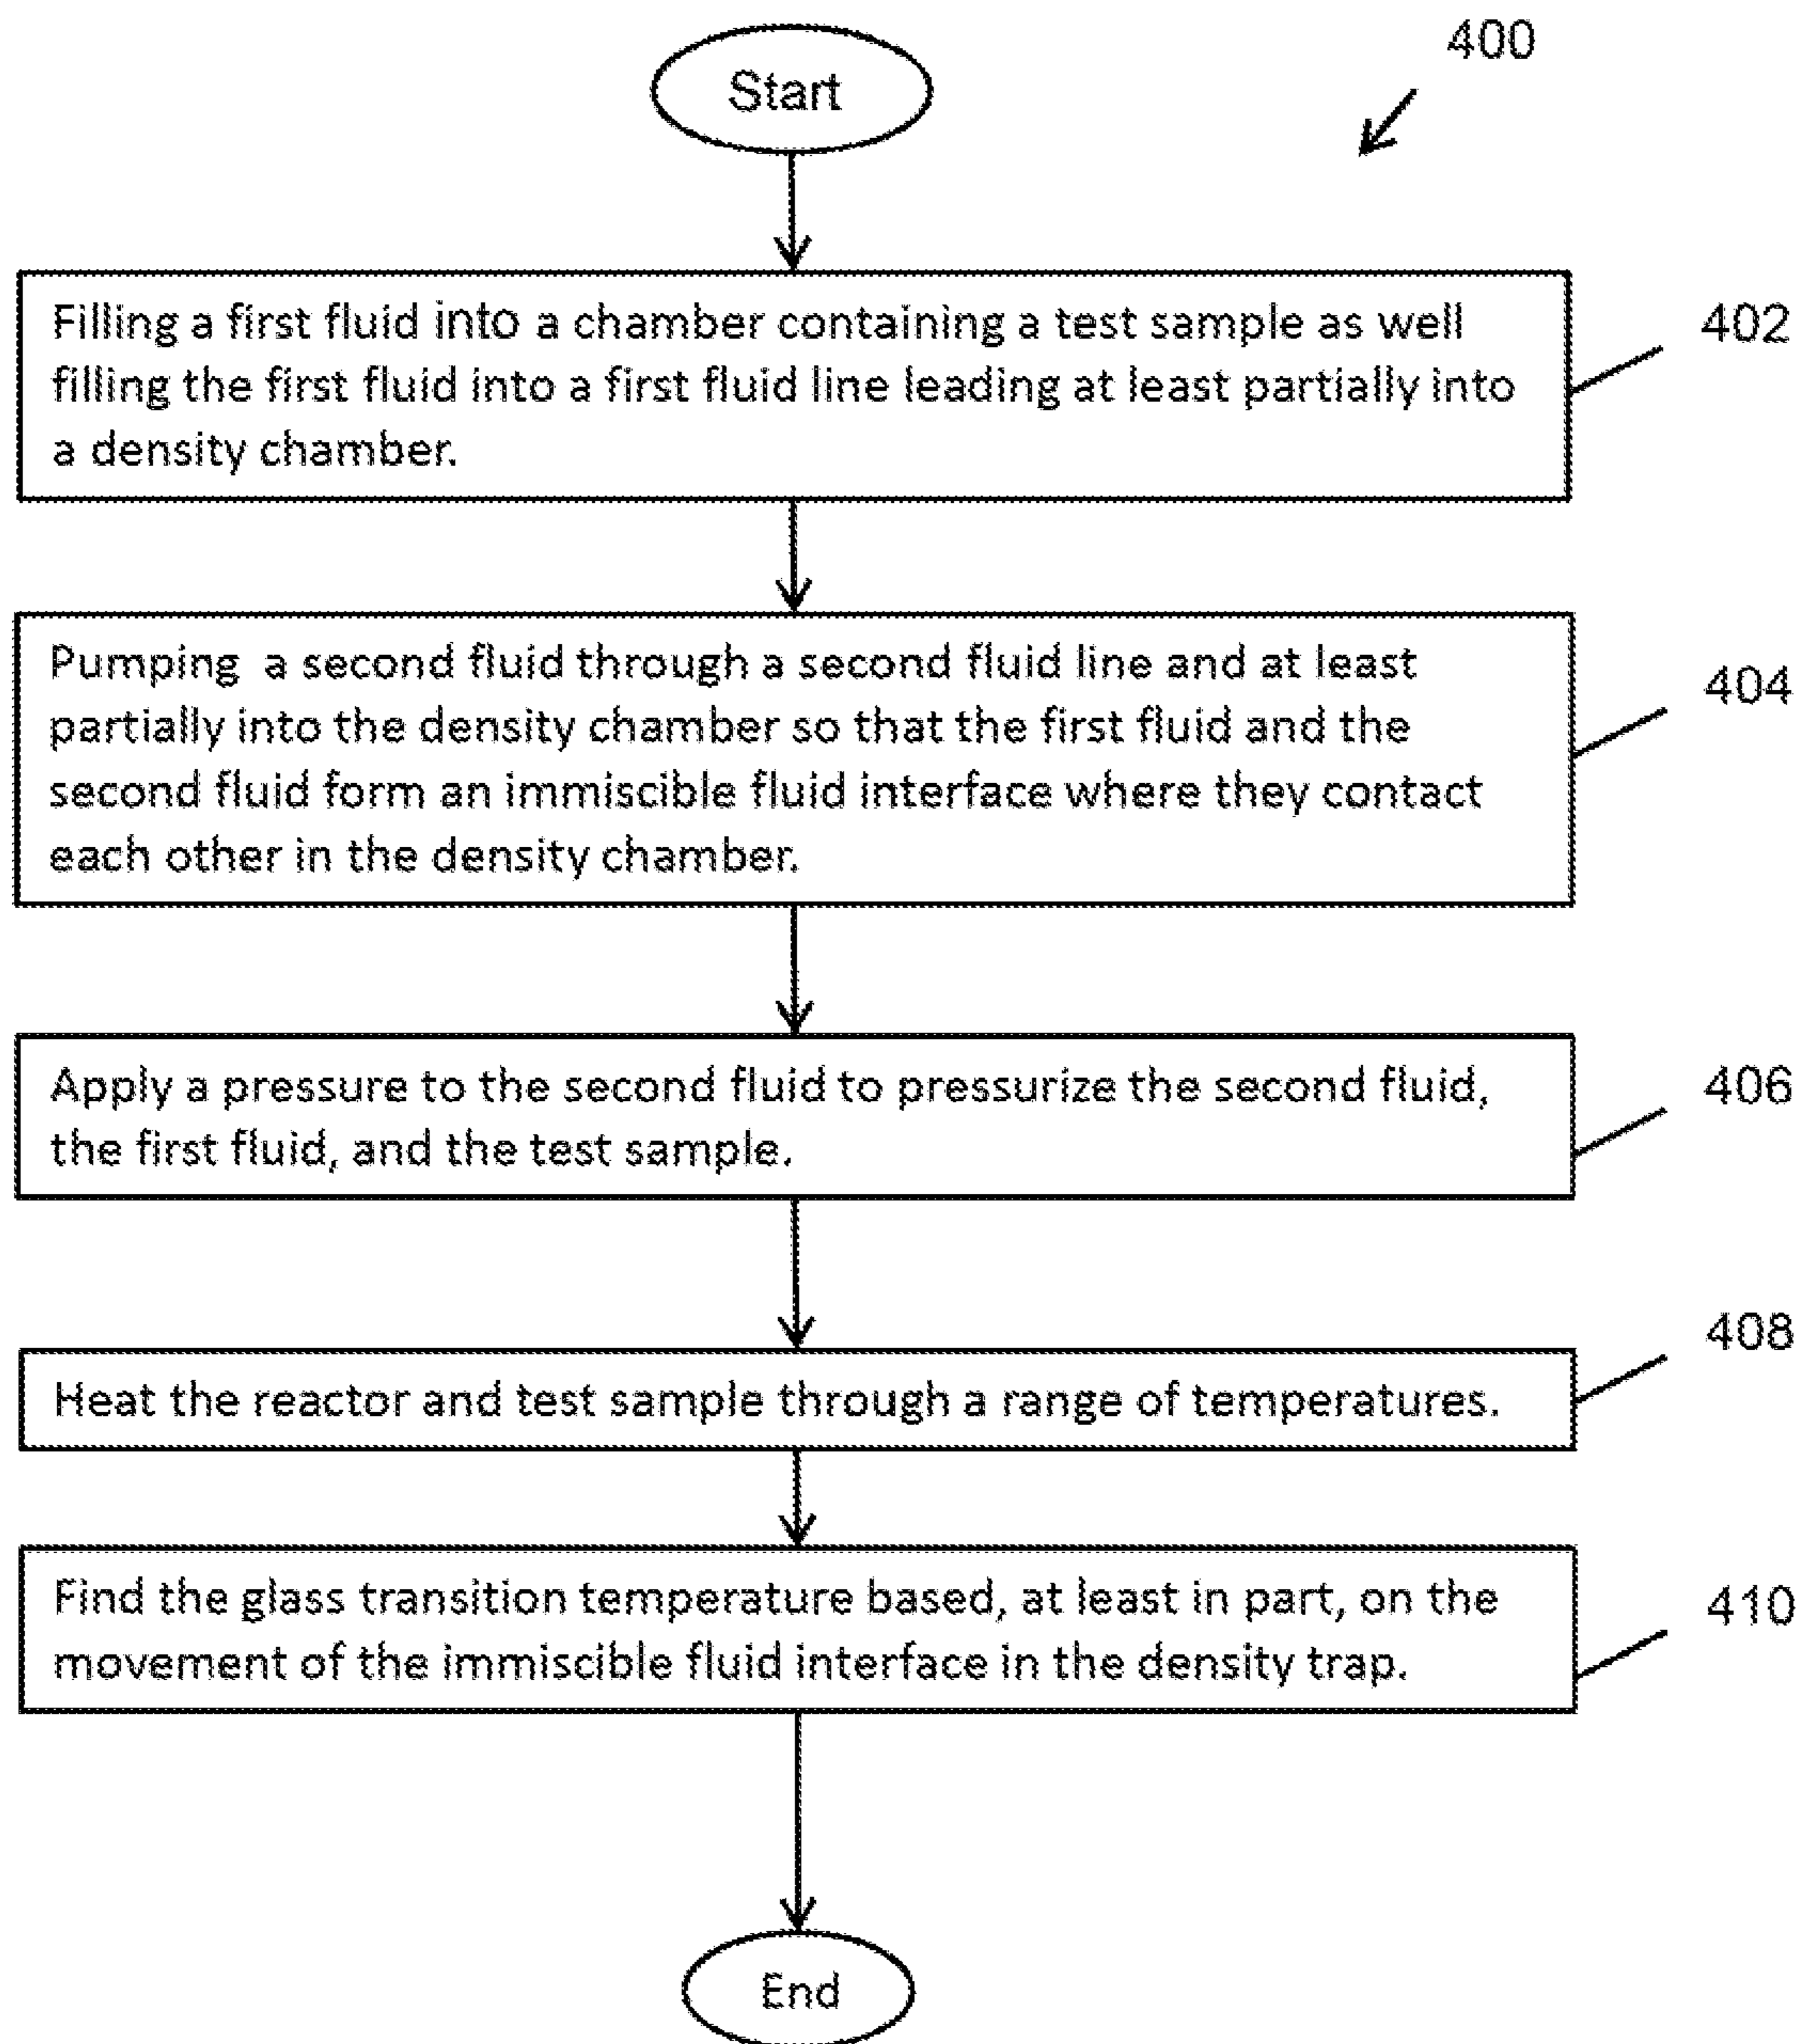 400
Start
Filling a first fluid into a chamber containing a test sample as well
filling the first fluid into a first fluid line leading at least partially into
a density chamber.
402
Pumping a second fluid through a second fluid line and at least
partially into the density chamber so that the first fluid and the
second fluid form an immiscible fluid interface where they contact
each other in the density chamber.
404
Apply a pressure to the second fluid to pressurize the second fluid,
the first fluid, and the test sample.
406
Heat the reactor and test sample through a range of temperatures.
408
Find the glass transition temperature based, at least in part, on the
movement of the immiscible fluid interface in the density trap.
410
End